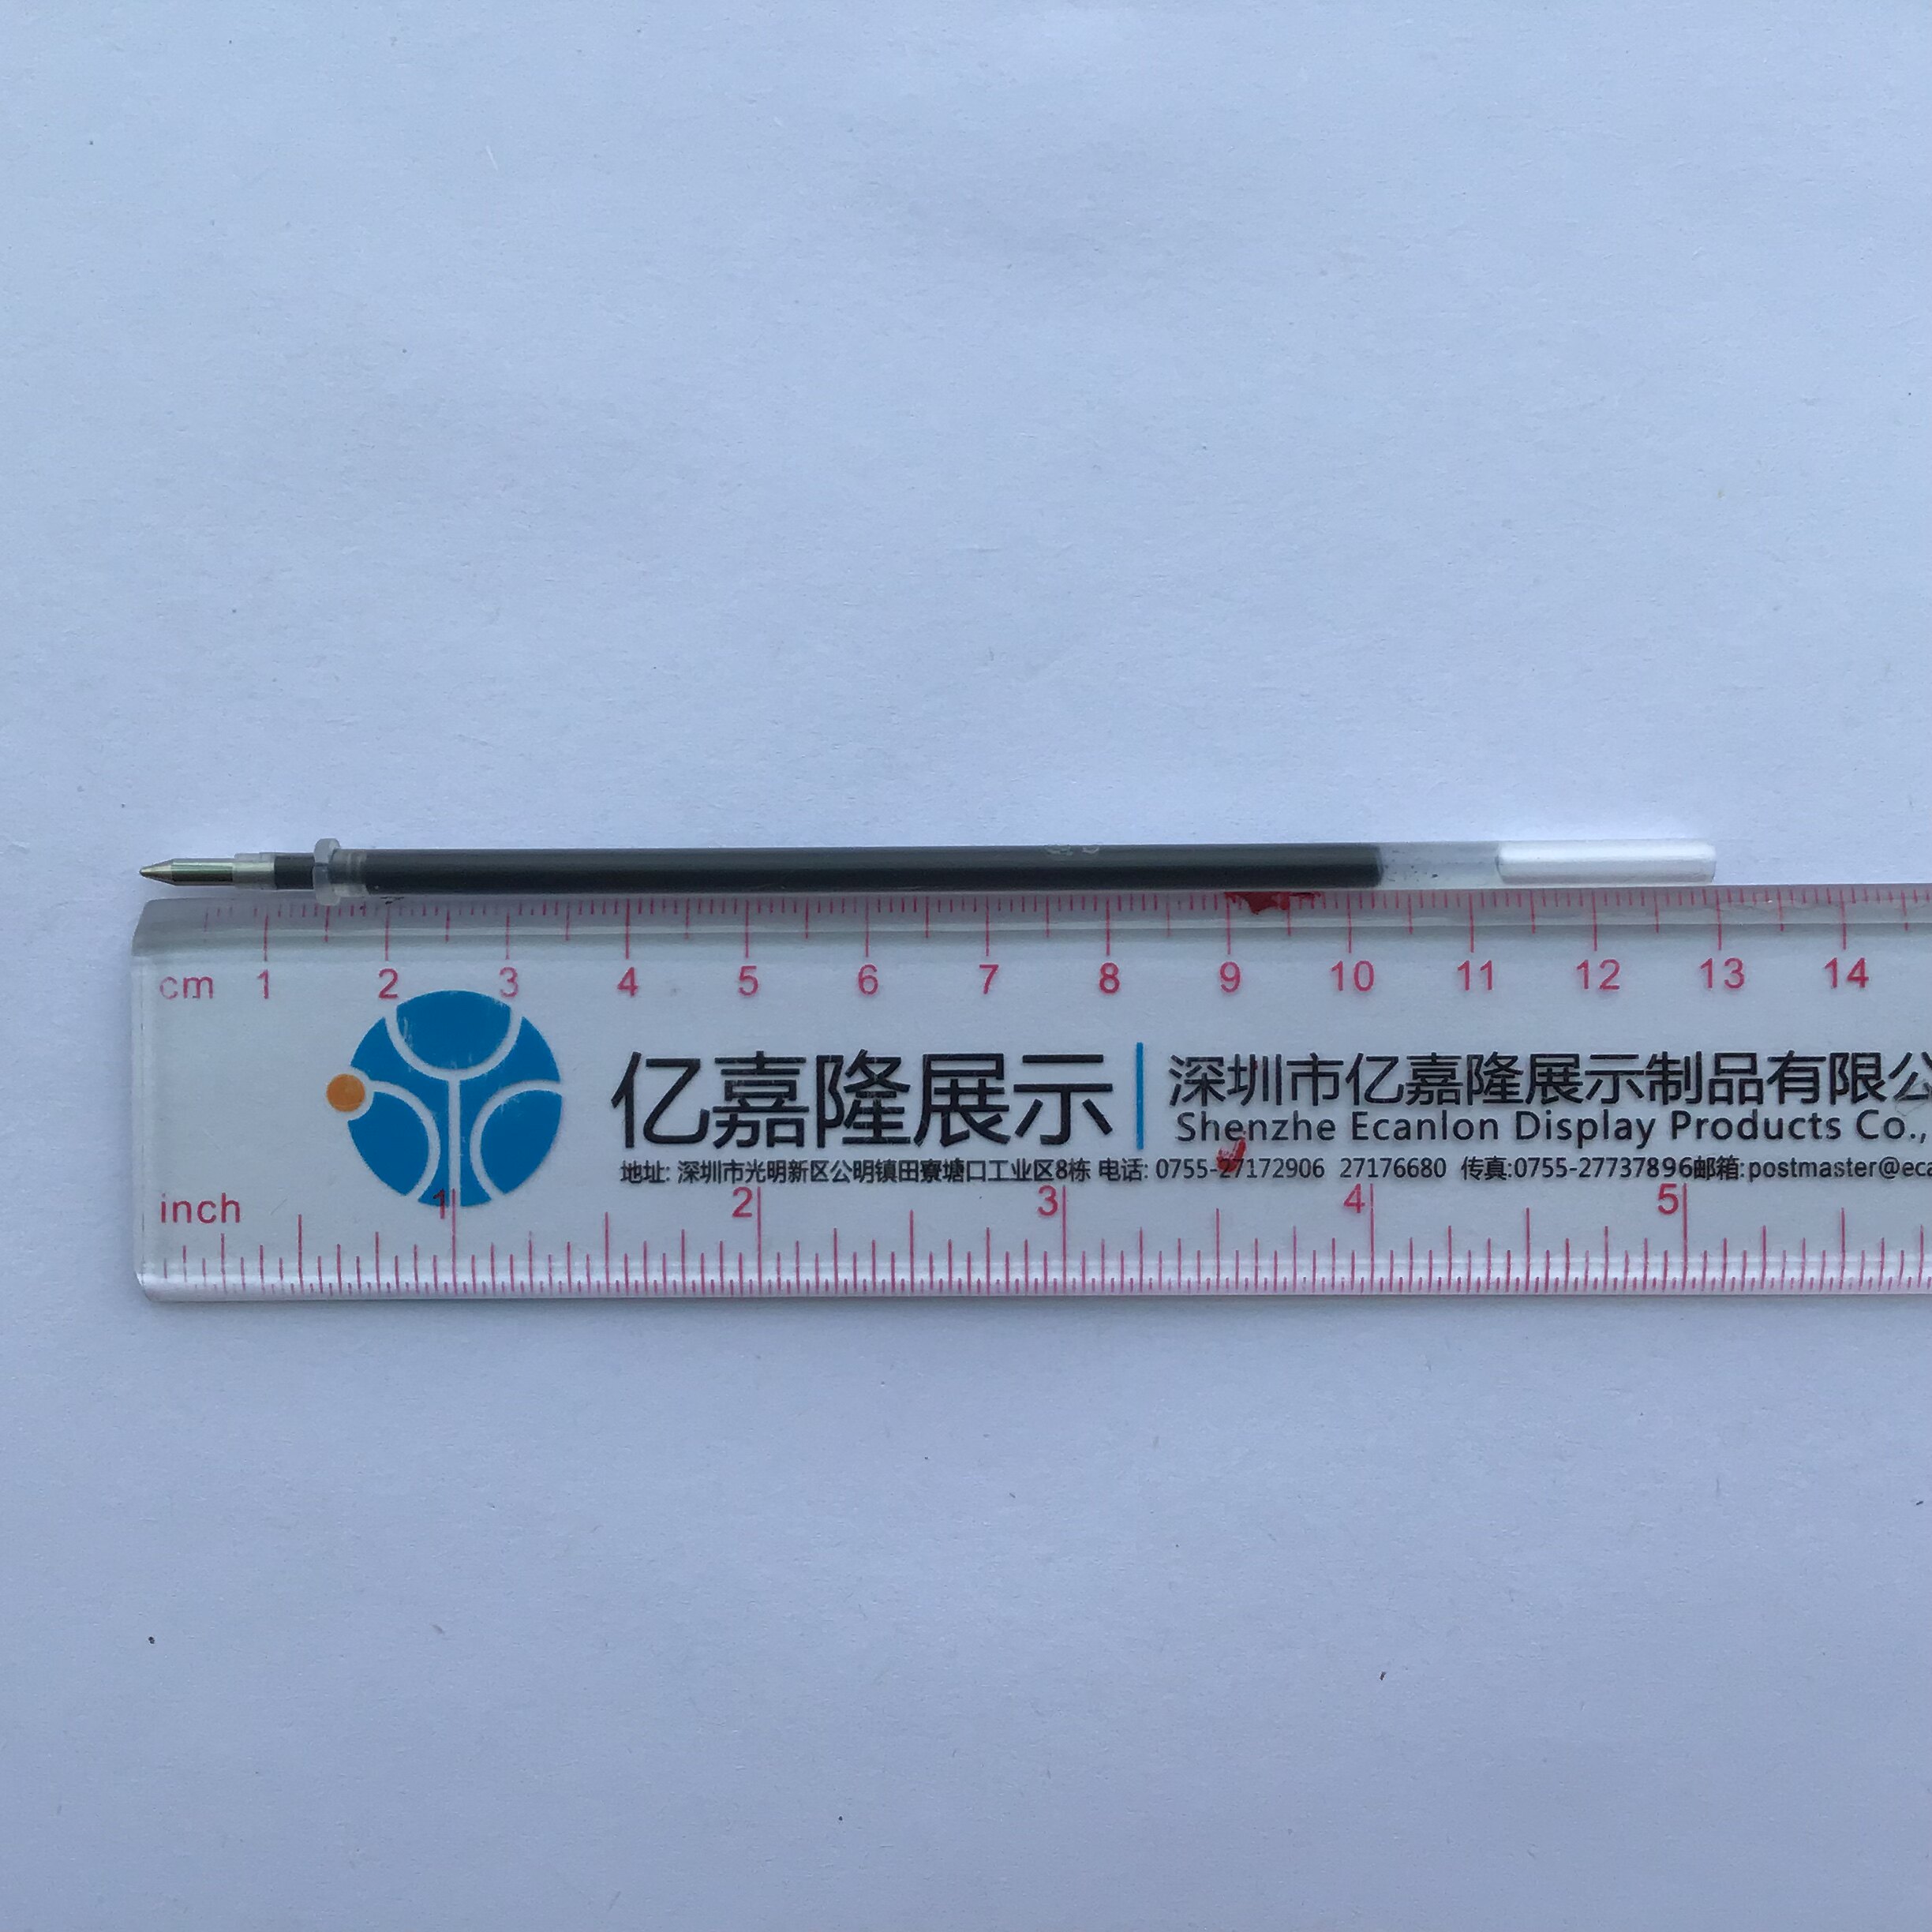 cm 1 2 3 4 5 6 7 8 9 10 11 12 13 14
亿嘉隆展示
深圳市亿嘉隆展示制品有限公
Shenzhe Ecanlon Display Products Co.,
地址: 深圳市光明新区公明镇田寮塘口工业区8栋 电话: 0755-27172906 27176680 传真:0755-27737896邮箱:postmaster@eca
inch 1 2 3 4 5